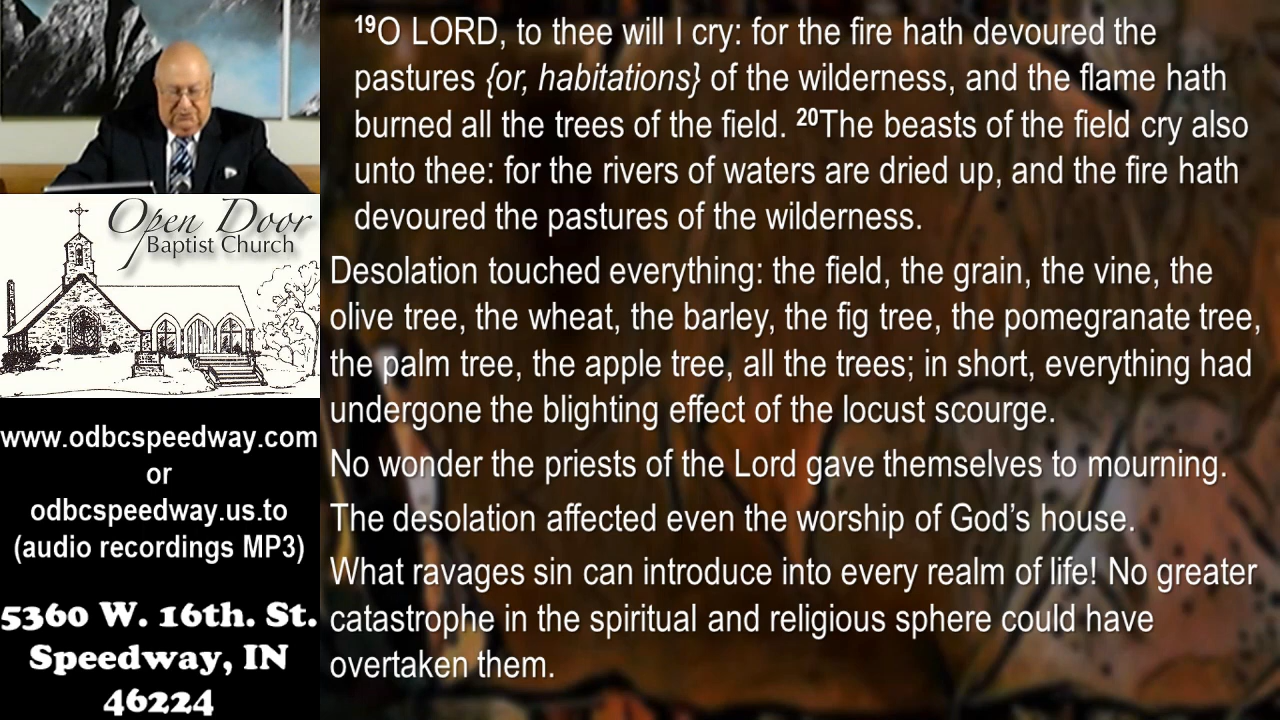 Open Door
Baptist Church
www.odbcspeedway.com
or
odbcspeedway.us.to
(audio recordings MP3)
5360 W. 16th. St.
Speedway, IN
46224
19O LORD, to thee will I cry: for the fire hath devoured the
pastures {or, habitations} of the wilderness, and the flame hath
burned all the trees of the field. 20The beasts of the field cry also
unto thee: for the rivers of waters are dried up, and the fire hath
devoured the pastures of the wilderness.
Desolation touched everything: the field, the grain, the vine, the
olive tree, the wheat, the barley, the fig tree, the pomegranate tree,
the palm tree, the apple tree, all the trees; in short, everything had
undergone the blighting effect of the locust scourge.
No wonder the priests of the Lord gave themselves to mourning.
The desolation affected even the worship of God’s house.
What ravages sin can introduce into every realm of life! No greater
catastrophe in the spiritual and religious sphere could have
overtaken them.